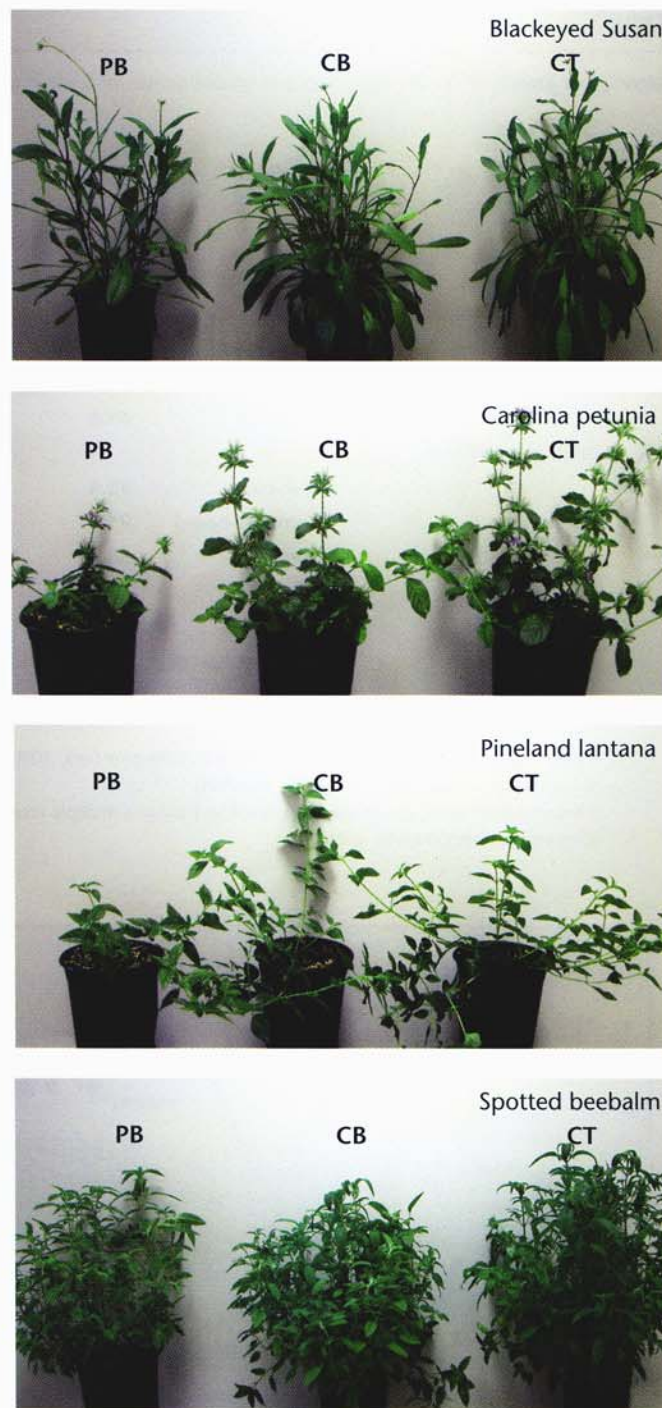 Blackeyed Susan
PB CB CT
Carolina petunia
PB CB CT
Pineland lantana
PB CB CT
Spotted beebalm
PB CB CT